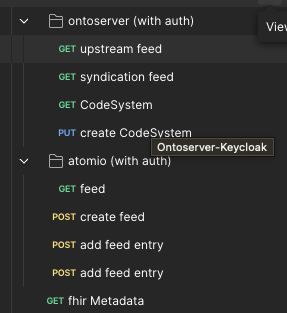 ontoserver (with auth)
View
GET upstream feed
GET syndication feed
GET CodeSystem
PUT create CodeSystem
Ontoserver-Keycloak
atomio (with auth)
GET feed
POST create feed
POST add feed entry
POST add feed entry
GET fhir Metadata